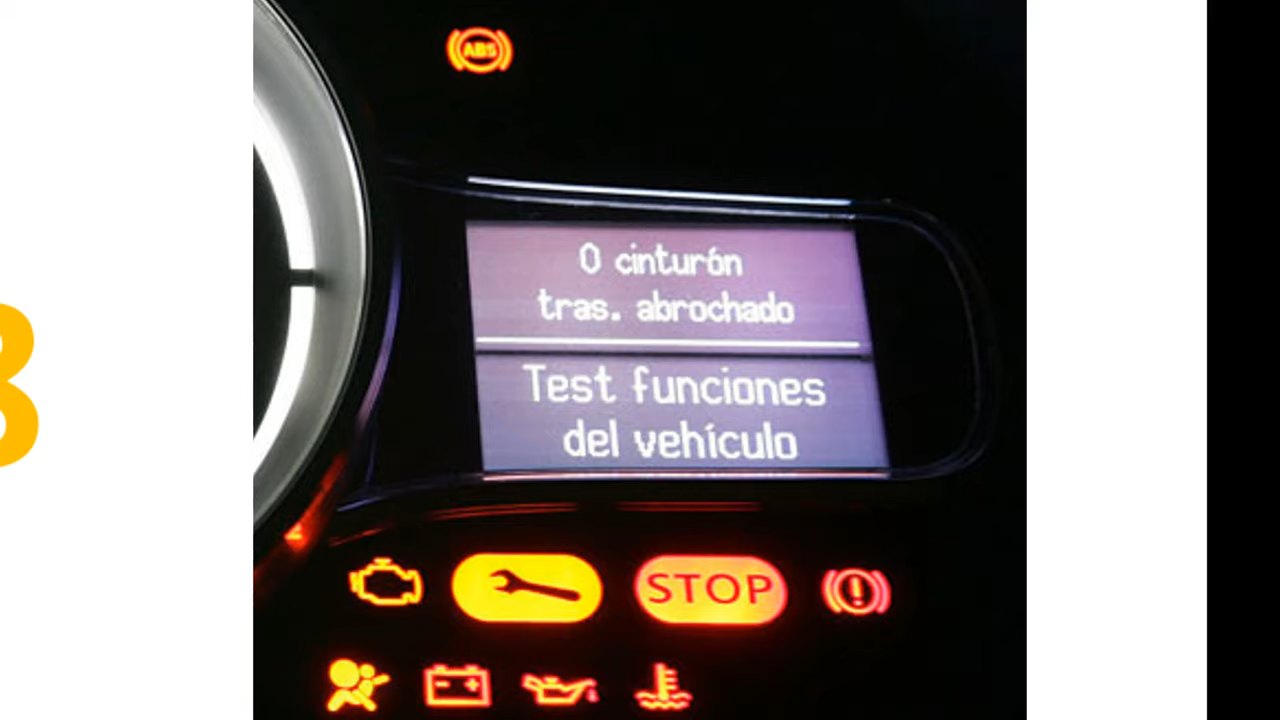 ABS
0 cinturón
tras. abrochado
Test funciones
del vehículo
STOP